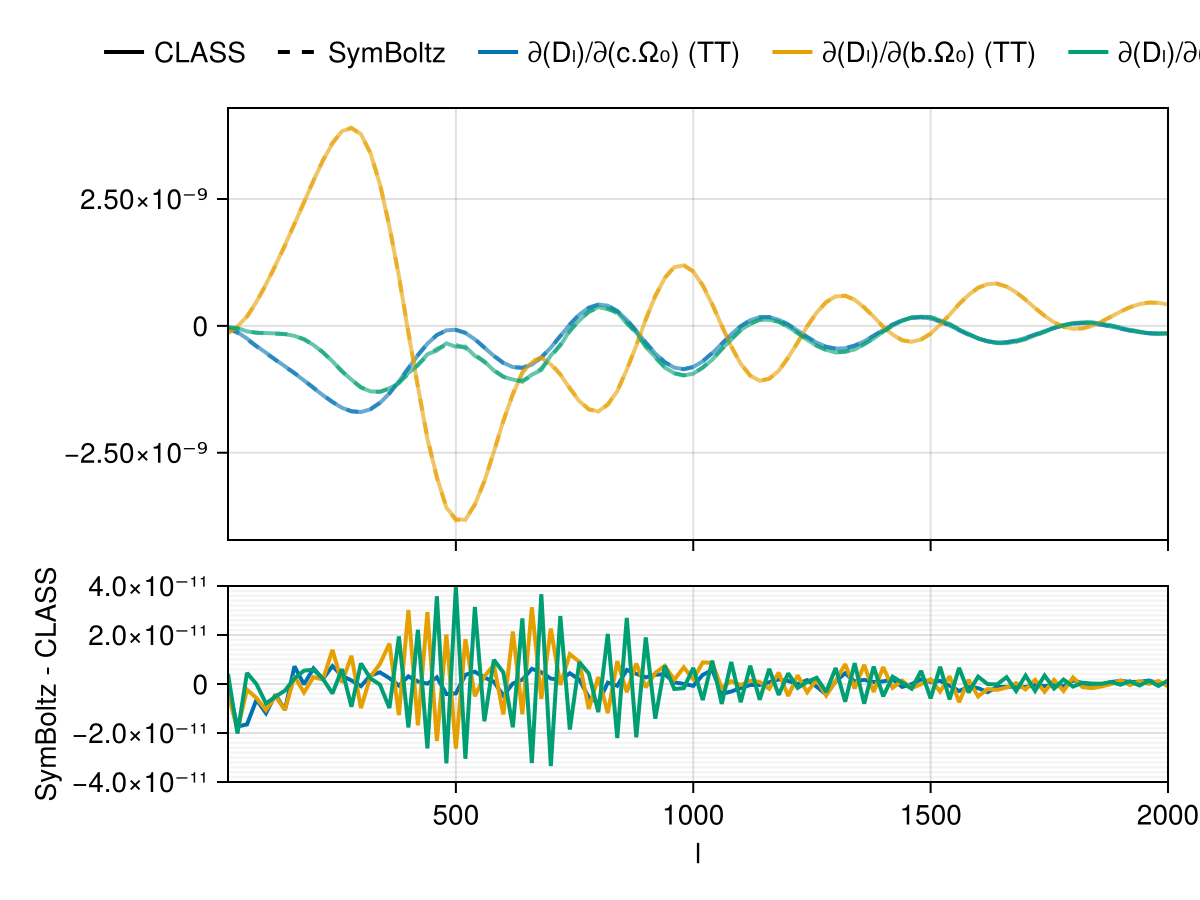 CLASS SymBoltz ∂(Dₗ)/∂(c.Ω₀) (TT) ∂(Dₗ)/∂(b.Ω₀) (TT) ∂(Dₗ)/∂(
2.50×10⁻⁹
0
−2.50×10⁻⁹
SymBoltz - CLASS
4.0×10⁻¹¹
2.0×10⁻¹¹
0
−2.0×10⁻¹¹
−4.0×10⁻¹¹
500 1000 1500 2000
l